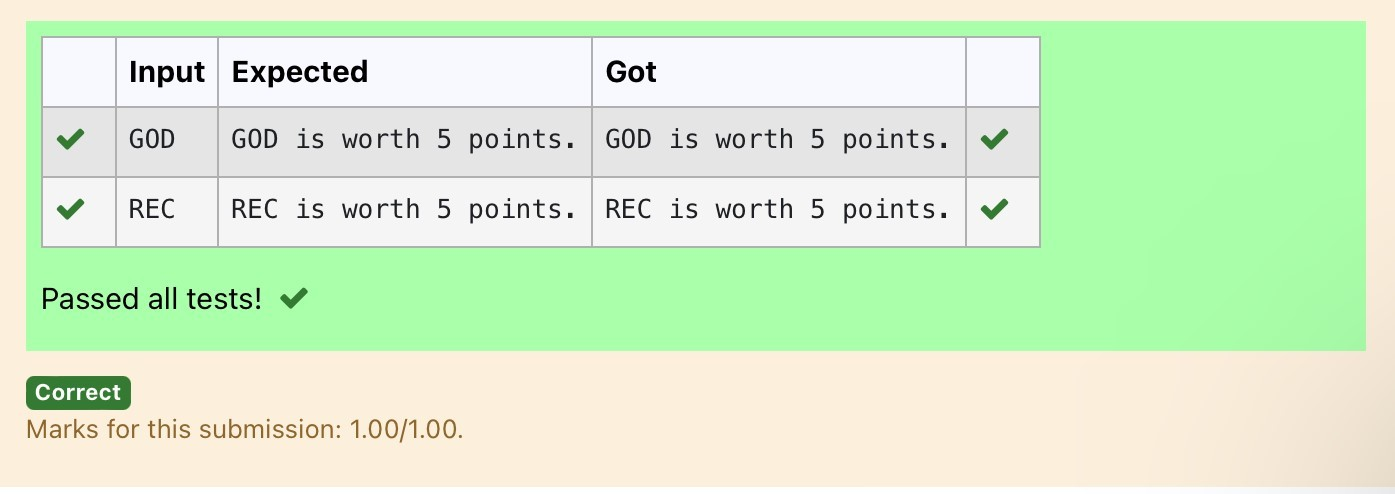 Input Expected Got
GOD GOD is worth 5 points. GOD is worth 5 points.
REC REC is worth 5 points. REC is worth 5 points.
Passed all tests!
Correct
Marks for this submission: 1.00/1.00.